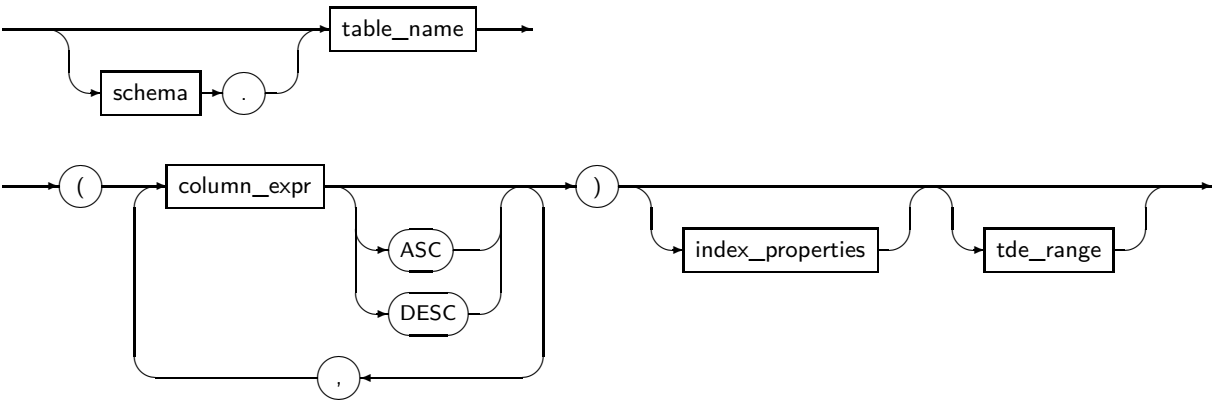 table_name
schema .
( column_expr ) 
ASC index_properties tde_range
DESC
,